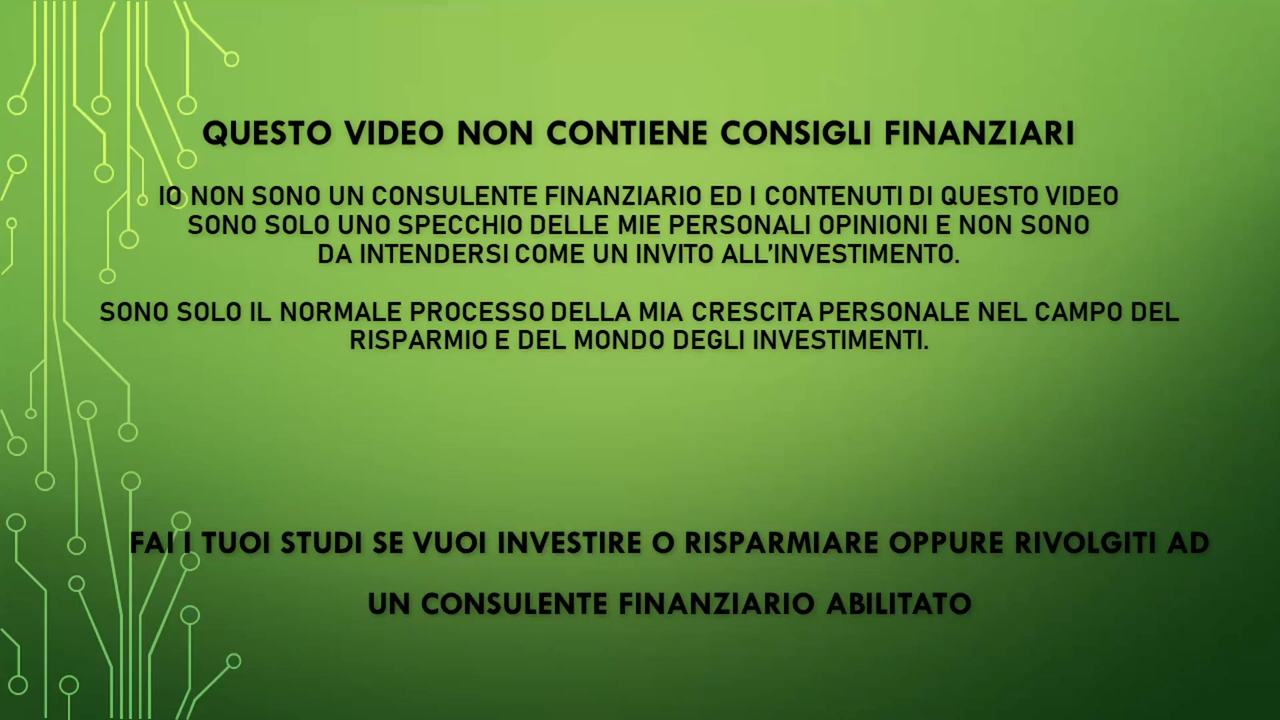 QUESTO VIDEO NON CONTIENE CONSIGLI FINANZIARI
IO NON SONO UN CONSULENTE FINANZIARIO ED I CONTENUTI DI QUESTO VIDEO
SONO SOLO UNO SPECCHIO DELLE MIE PERSONALI OPINIONI E NON SONO
DA INTENDERSI COME UN INVITO ALL'INVESTIMENTO.
SONO SOLO IL NORMALE PROCESSO DELLA MIA CRESCITA PERSONALE NEL CAMPO DEL
RISPARMIO E DEL MONDO DEGLI INVESTIMENTI.
FAI I TUOI STUDI SE VUOI INVESTIRE O RISPARMIARE OPPURE RIVOLGITI AD
UN CONSULENTE FINANZIARIO ABILITATO